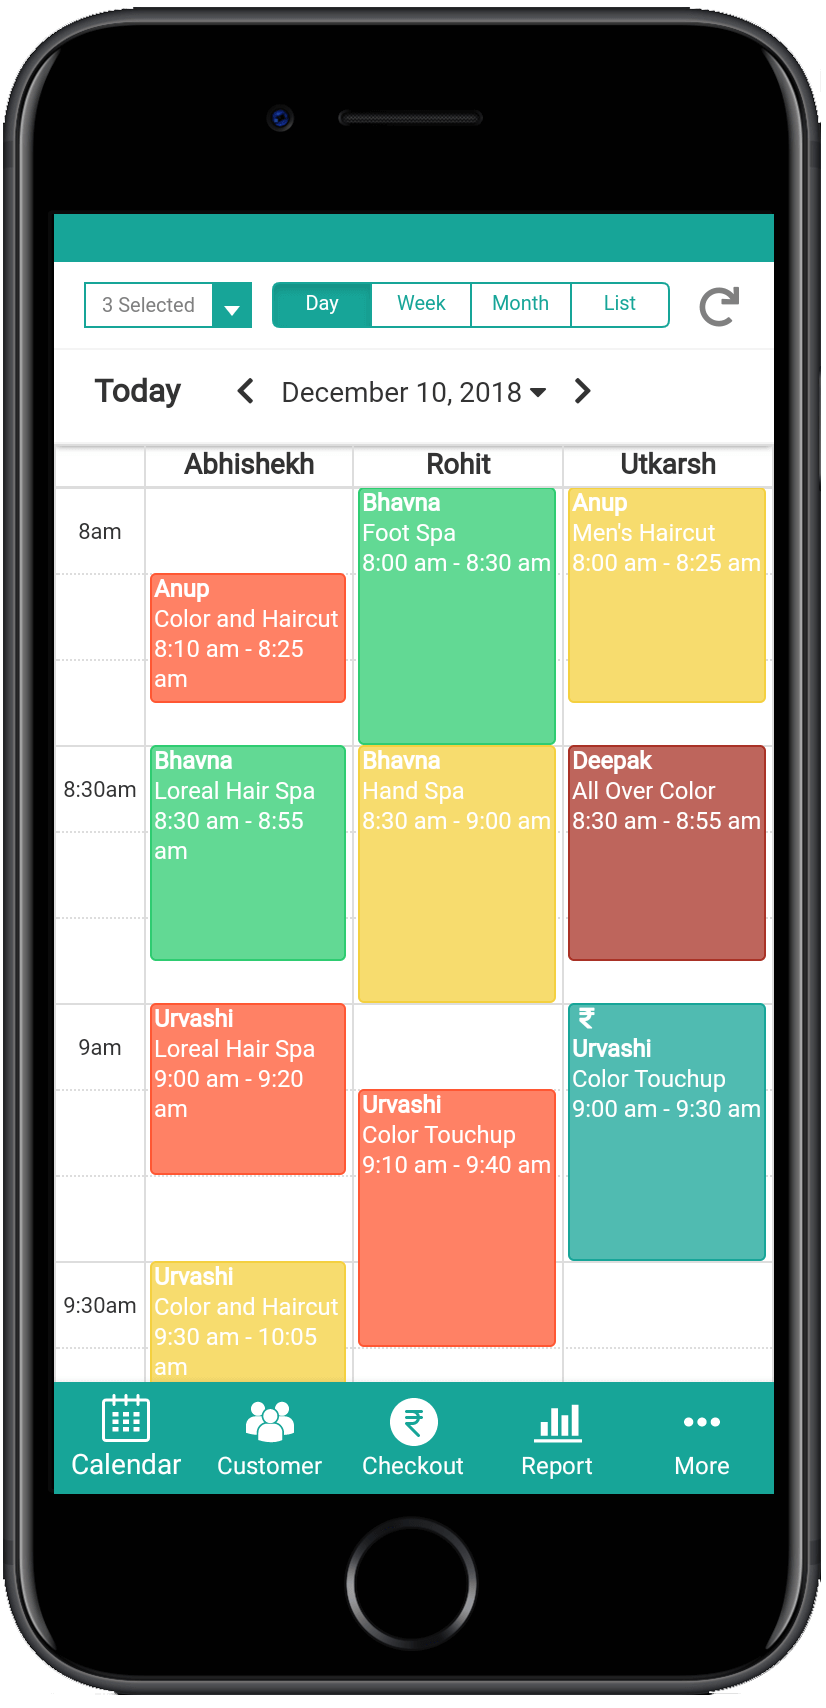 3 Selected
Day
Week
Month
List
Today
December 10, 2018
Abhishekh
Rohit
Utkarsh
8am
Bhavna
Foot Spa
8:00 am - 8:30 am
Anup
Men's Haircut
8:00 am - 8:25 am
Anup
Color and Haircut
8:10 am - 8:25
am
8:30am
Bhavna
Loreal Hair Spa
8:30 am - 8:55
am
Bhavna
Hand Spa
8:30 am - 9:00 am
Deepak
All Over Color
8:30 am - 8:55 am
9am
Urvashi
Loreal Hair Spa
9:00 am - 9:20
am
₹
Urvashi
Color Touchup
9:00 am - 9:30 am
Urvashi
Color Touchup
9:10 am - 9:40 am
9:30am
Urvashi
Color and Haircut
9:30 am - 10:05
am
Calendar
Customer
₹
Checkout
Report
More